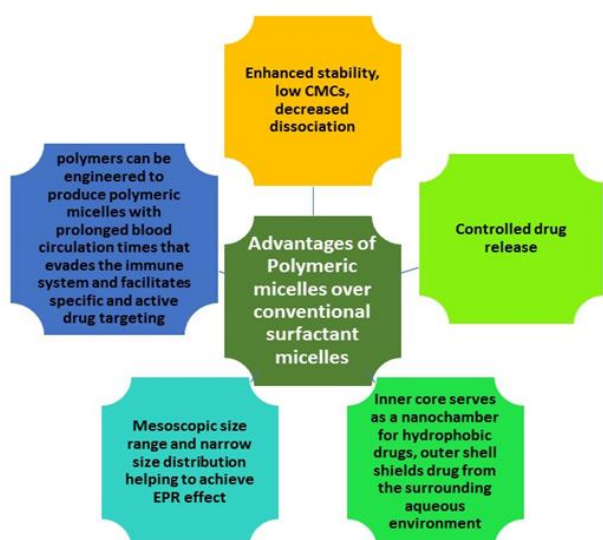 Enhanced stability,
low CMCs,
decreased
dissociation
polymers can be
engineered to
produce polymeric
micelles with
prolonged blood
circulation times that
evades the immune
system and facilitates
specific and active
drug targeting
Controlled drug
release
Advantages of
Polymeric
micelles over
conventional
surfactant
micelles
Mesoscopic size
range and narrow
size distribution
helping to achieve
EPR effect
Inner core serves
as a nanochamber
for hydrophobic
drugs, outer shell
shields drug from
the surrounding
aqueous
environment